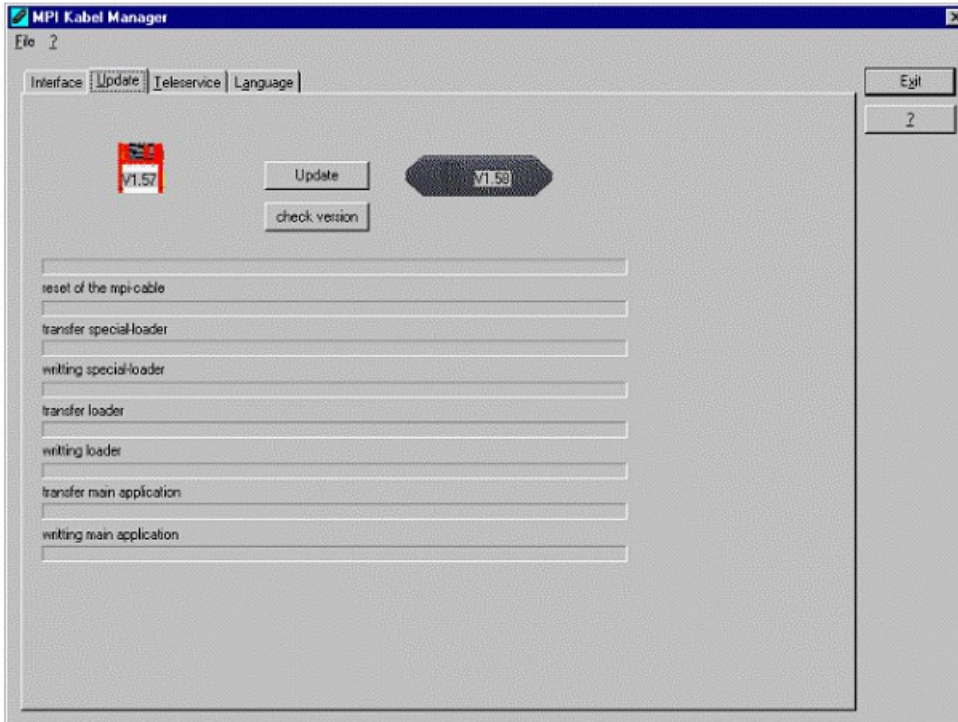 MPI Kabel Manager
File ?
Interface Update Teleservice Language
Exit
?
V1.57
Update
V1.58
check version
reset of the mpi-cable
transfer special-loader
writting special-loader
transfer loader
writting loader
transfer main application
writting main application